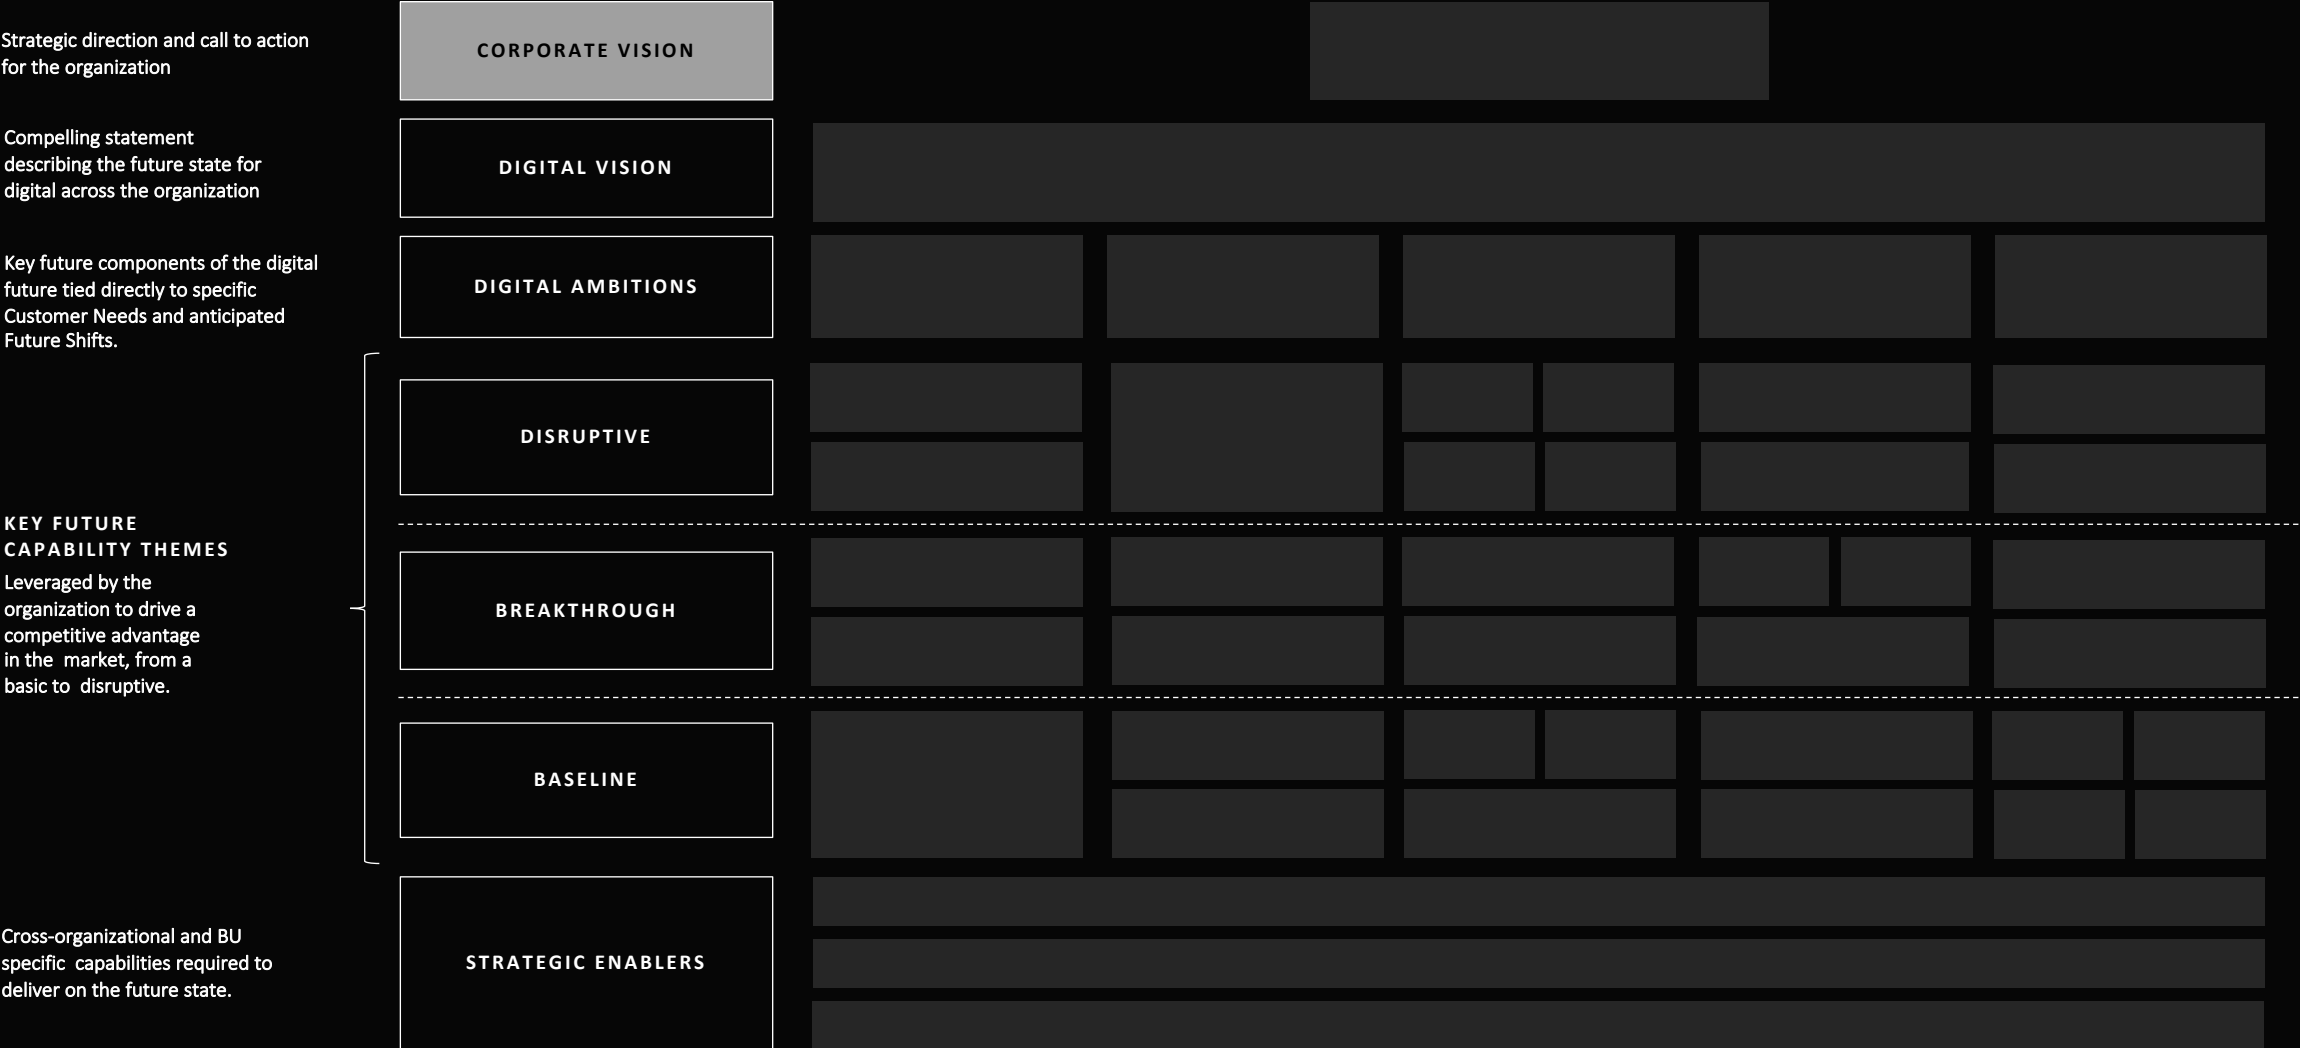 Strategic direction and call to action
for the organization
CORPORATE VISION
Compelling statement
describing the future state for
digital across the organization
DIGITAL VISION
Key future components of the digital
future tied directly to specific
Customer Needs and anticipated
Future Shifts.
DIGITAL AMBITIONS
DISRUPTIVE
KEY FUTURE
CAPABILITY THEMES
Leveraged by the
organization to drive a
competitive advantage
in the  market, from a
basic to  disruptive.
BREAKTHROUGH
BASELINE
Cross-organizational and BU
specific  capabilities required to
deliver on the future state.
STRATEGIC ENABLERS